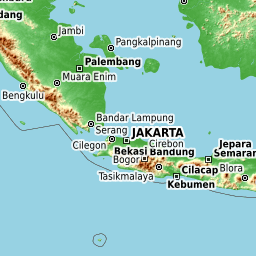 dang
Jambi
Pangkalpinang
Palembang
Muara Enim
Bengkulu
Bandar Lampung
Serang
JAKARTA
Cilegon
Cirebon
Jepara
Bekasi
Bandung
Semaran
Bogor
Cilacap
Blora
Tasikmalaya
Kebumen